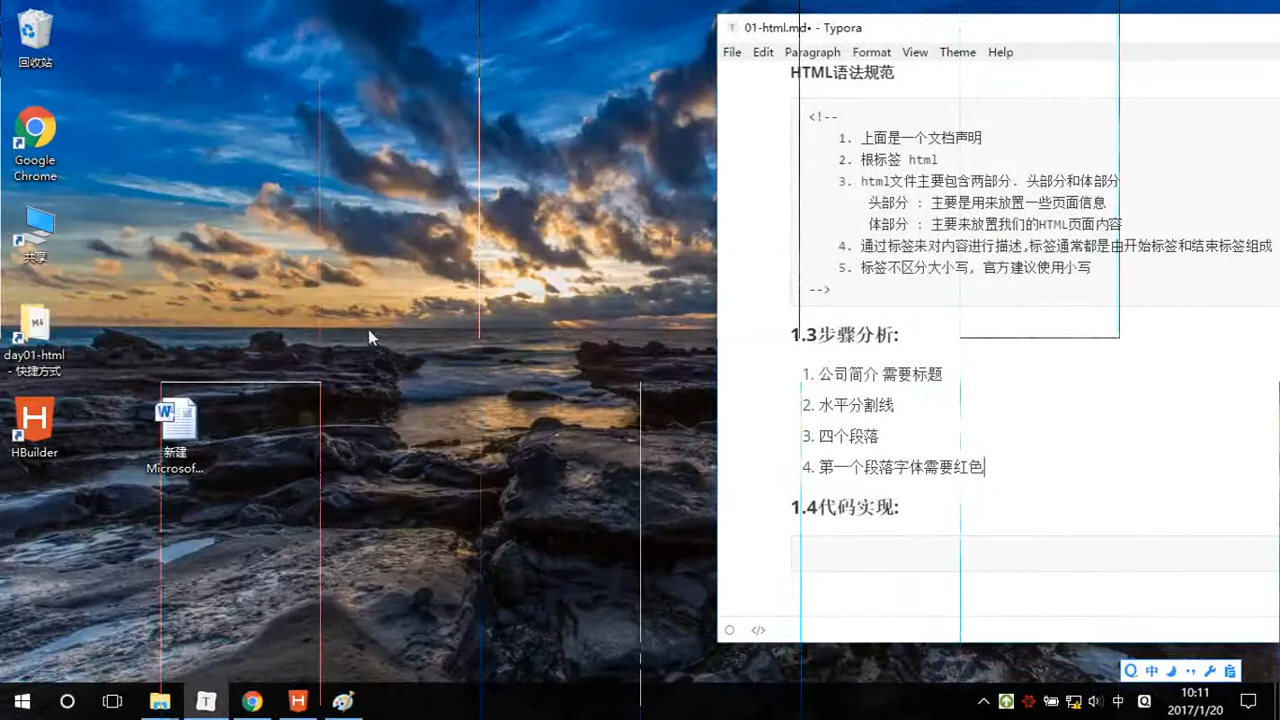 回收站
Google
Chrome
共享
day01-html
- 快捷方式
HBuilder
新建
Microsof...
01-html.md• - Typora
File Edit Paragraph Format View Theme Help
HTML语法规范
<!--
1. 上面是一个文档声明
2. 根标签 html
3. html文件主要包含两部分. 头部分和体部分
头部分 : 主要是用来放置一些页面信息
体部分 : 主要来放置我们的HTML页面内容
4. 通过标签来对内容进行描述,标签通常都是由开始标签和结束标签组成
5. 标签不区分大小写, 官方建议使用小写
-->
1.3步骤分析:
1. 公司简介 需要标题
2. 水平分割线
3. 四个段落
4. 第一个段落字体需要红色
1.4代码实现:
</>
中
中
10:11
2017/1/20